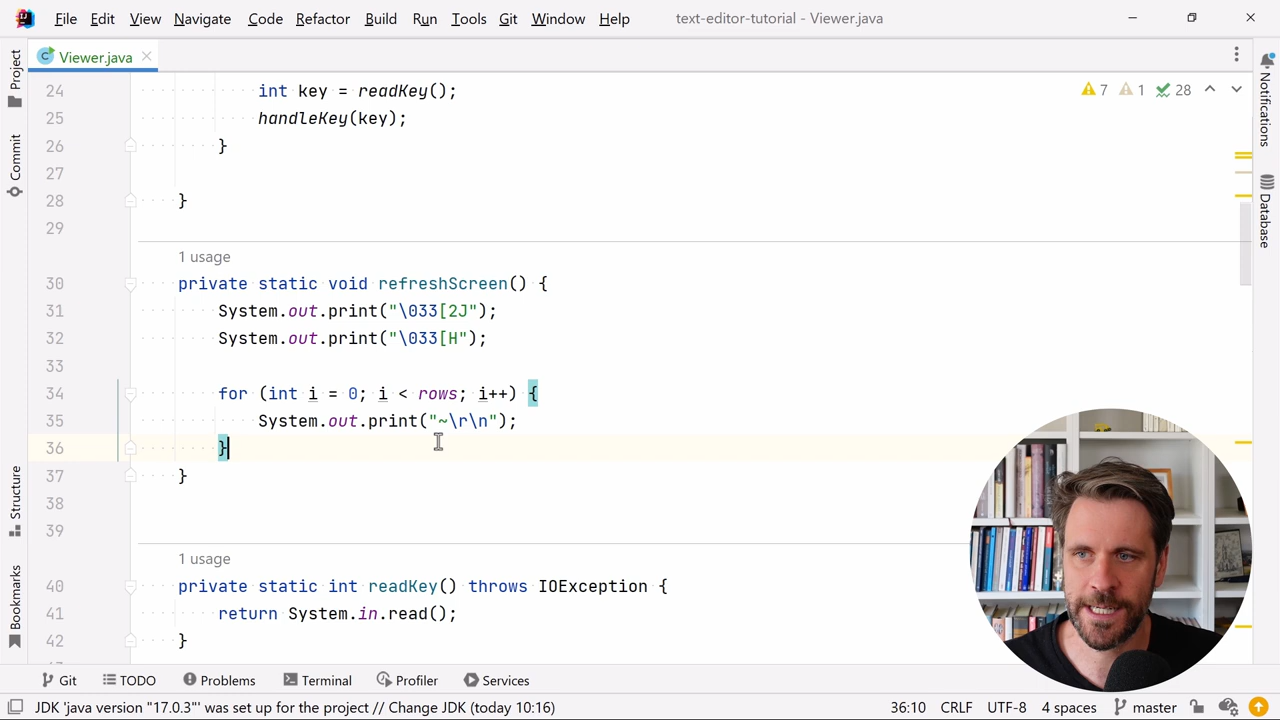 File Edit View Navigate Code Refactor Build Run Tools Git Window Help text-editor-tutorial - Viewer.java
Viewer.java
Project
Commit
Structure
Bookmarks
24 int key = readKey();
25 handleKey(key);
26 }
27
28 }
29
1 usage
30 private static void refreshScreen() {
31 System.out.print("\033[2J");
32 System.out.print("\033[H");
33
34 for (int i = 0; i < rows; i++) {
35 System.out.print("~\r\n");
36 }
37 }
38
39
1 usage
40 private static int readKey() throws IOException {
41 return System.in.read();
42 }
7 1 28
Notifications
Database
Git TODO Problems Terminal Profiler Services
JDK 'java version "17.0.3"' was set up for the project // Change JDK (today 10:16) 36:10 CRLF UTF-8 4 spaces master